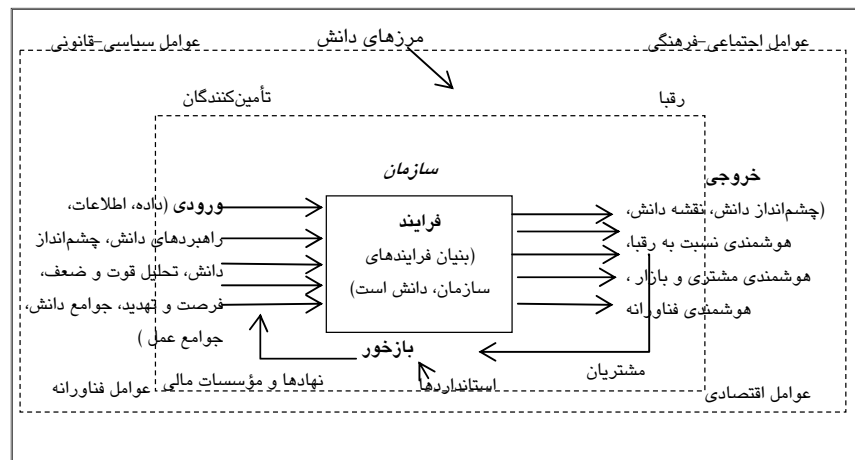 عوامل اجتماعی-فرهنگی
مرزهای دانش
عوامل سیاسی-قانونی
رقبا
تأمین‌کنندگان
سازمان
خروجی
(چشم‌انداز دانش، نقشه دانش،
هوشمندی نسبت به رقبا،
هوشمندی مشتری و بازار ،
هوشمندی فناورانه
فرایند
(بنیان فرایندهای
سازمان، دانش است)
ورودی (داده، اطلاعات،
راهبردهای دانش، چشم‌انداز
دانش، تحلیل قوت و ضعف،
فرصت و تهدید، جوامع دانش،
جوامع عمل )
بازخور
مشتریان
استانداردها
نهادها و مؤسسات مالی
عوامل اقتصادی
عوامل فناورانه